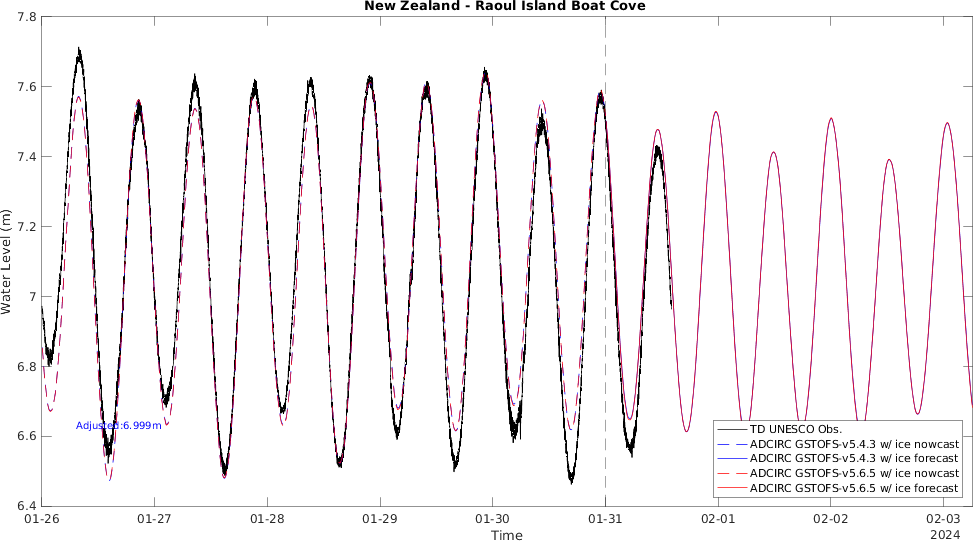 New Zealand - Raoul Island Boat Cove
7.8
7.6
7.4
7.2
7
6.8
6.6
6.4
Water Level (m)
Adjusted:6.999m
TD UNESCO Obs.
ADCIRC GSTOFS-v5.4.3 w/ ice nowcast
ADCIRC GSTOFS-v5.4.3 w/ ice forecast
ADCIRC GSTOFS-v5.6.5 w/ ice nowcast
ADCIRC GSTOFS-v5.6.5 w/ ice forecast
01-26 01-27 01-28 01-29 01-30 01-31 02-01 02-02 02-03
Time
2024